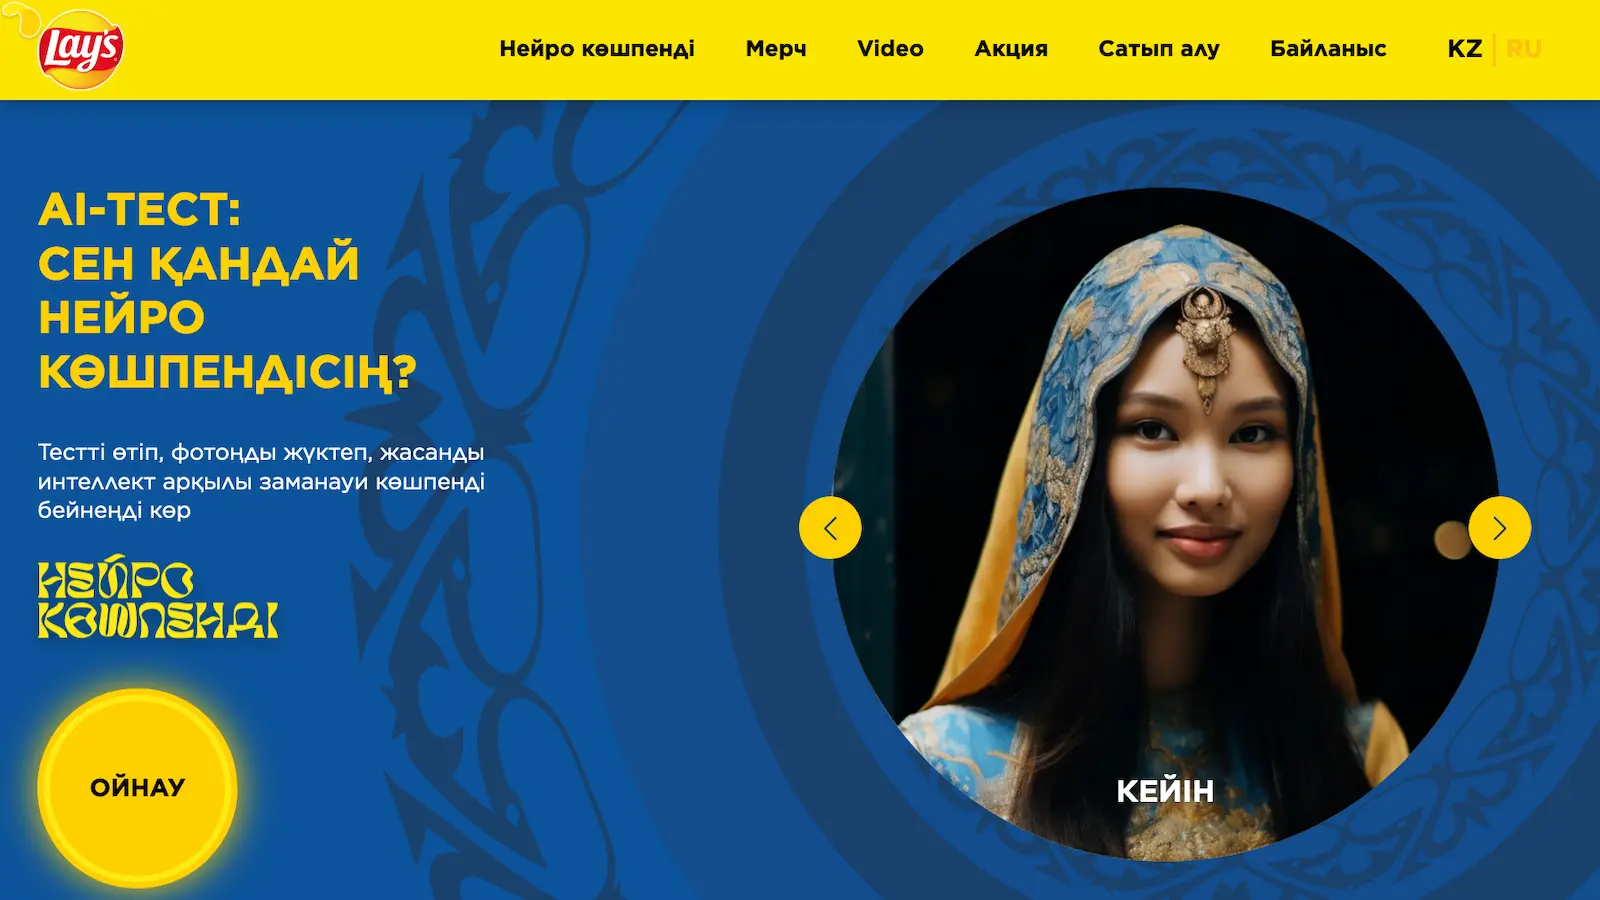 Lay's
Нейро көшпенді Мерч Video Акция Сатып алу Байланыс KZ RU
AI-ТЕСТ:
СЕН ҚАНДАЙ
НЕЙРО
КӨШПЕНДІСІҢ?
Тестті өтіп, фотоңды жүктеп, жасанды
интеллект арқылы заманауи көшпенді
бейнеңді көр
НЕЙРО
КӨШПЕНДІ
ОЙНАУ
КЕЙІН